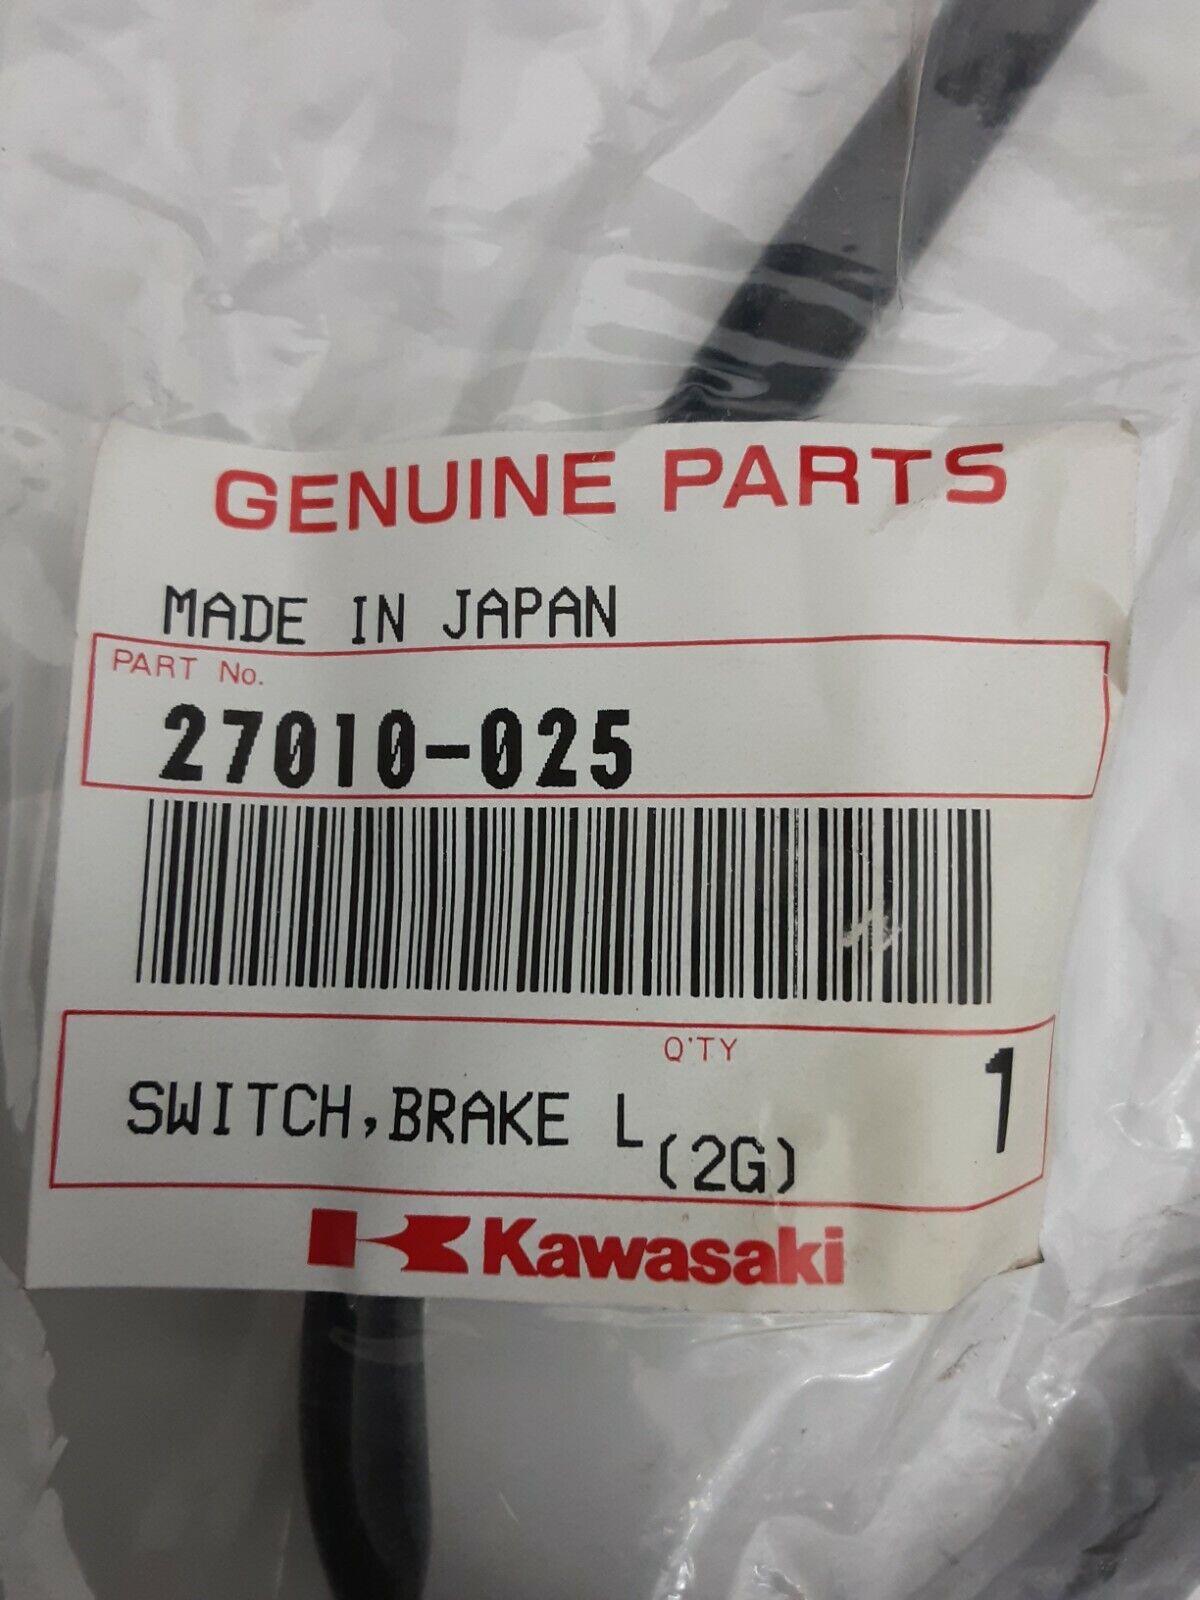 GENUINE PARTS
MADE IN JAPAN
PART No.
27010-025
Q'TY
SWITCH,BRAKE L
(2G)
1
Kawasaki